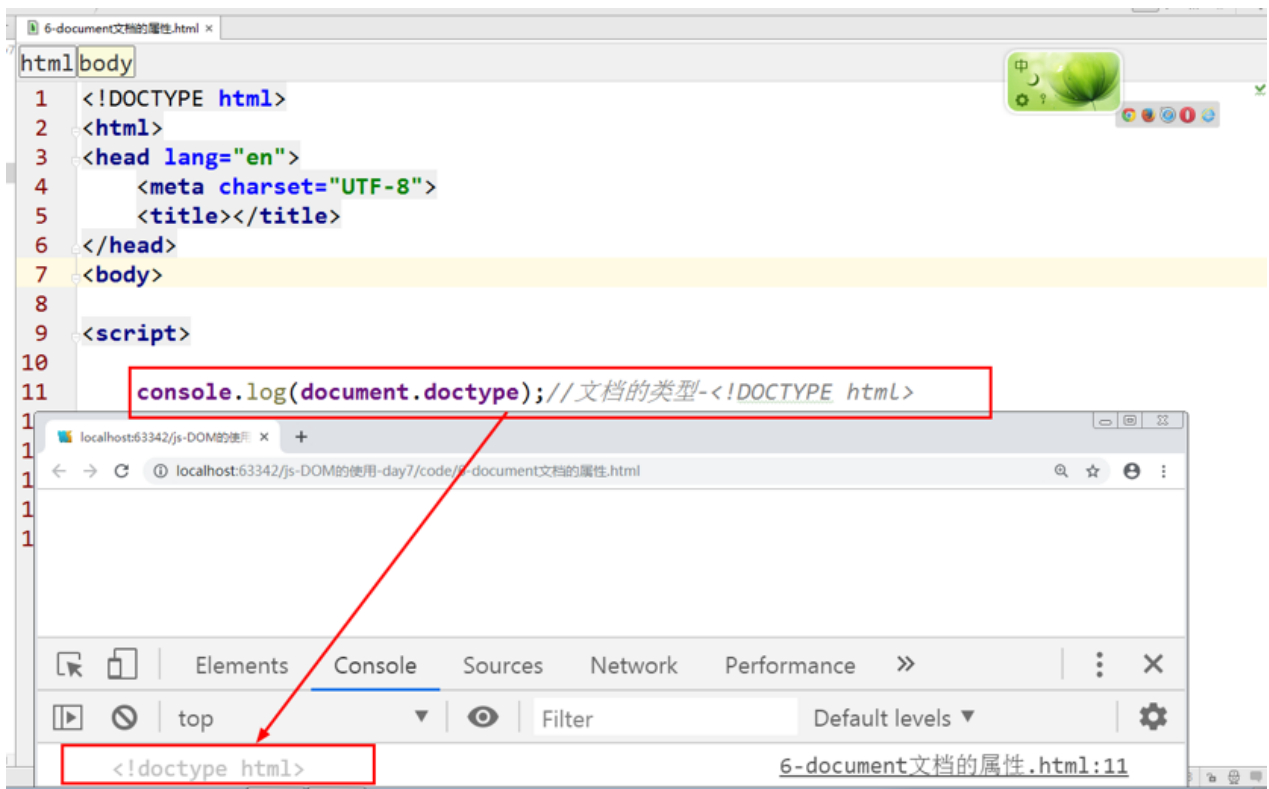 6-document文档的属性.html ×
html body
中
1 <!DOCTYPE html>
2 <html>
3 <head lang="en">
4 <meta charset="UTF-8">
5 <title></title>
6 </head>
7 <body>
8
9 <script>
10
11 console.log(document.doctype);//文档的类型-<!DOCTYPE html>
1
1
1
1
1
localhost:63342/js-DOM的使用 × +
localhost:63342/js-DOM的使用-day7/code/6-document文档的属性.html
Elements Console Sources Network Performance »
top Filter Default levels ▼
<!doctype html> 6-document文档的属性.html:11